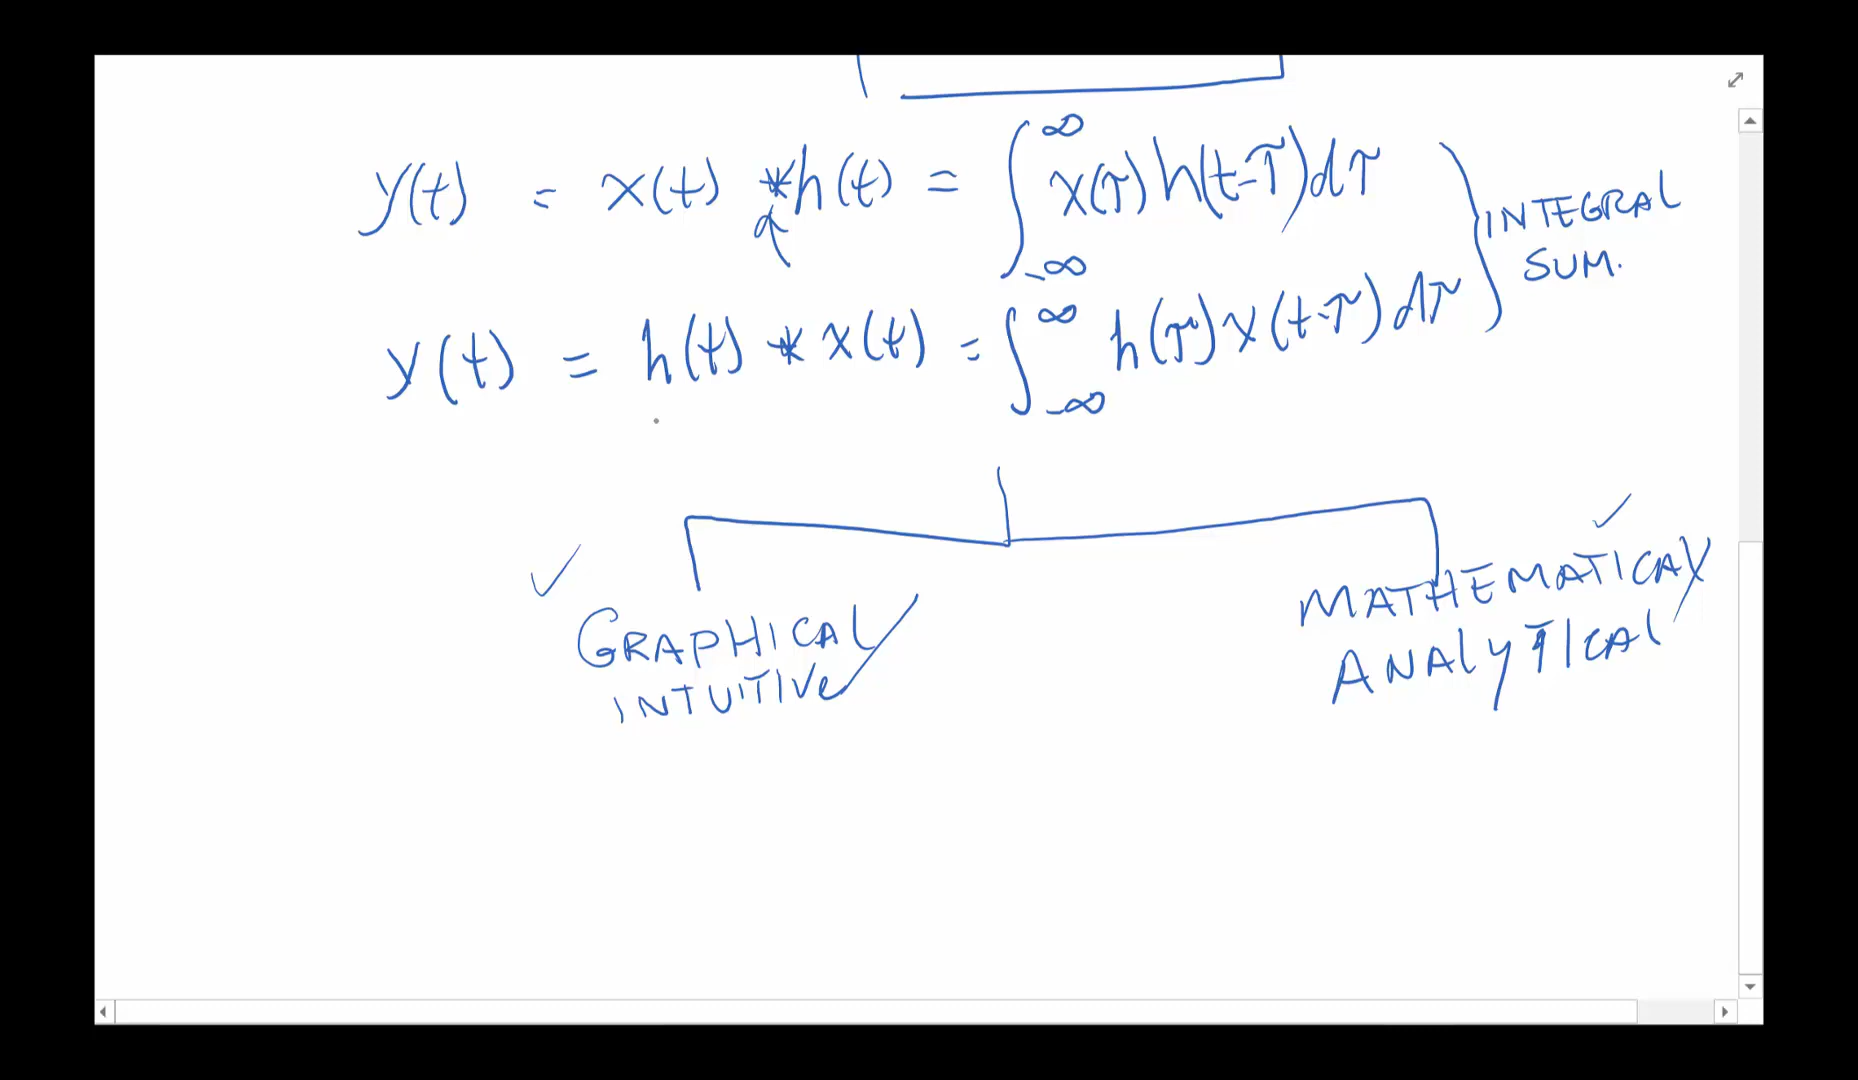 y(t) = x(t) * h(t) = ∫_{-∞}^{∞} x(τ) h(t-τ) dτ
y(t) = h(t) * x(t) = ∫_{-∞}^{∞} h(τ) x(t-τ) dτ
INTEGRAL
SUM.
GRAPHICAL
INTUITIVE
MATHEMATICAL
ANALYTICAL